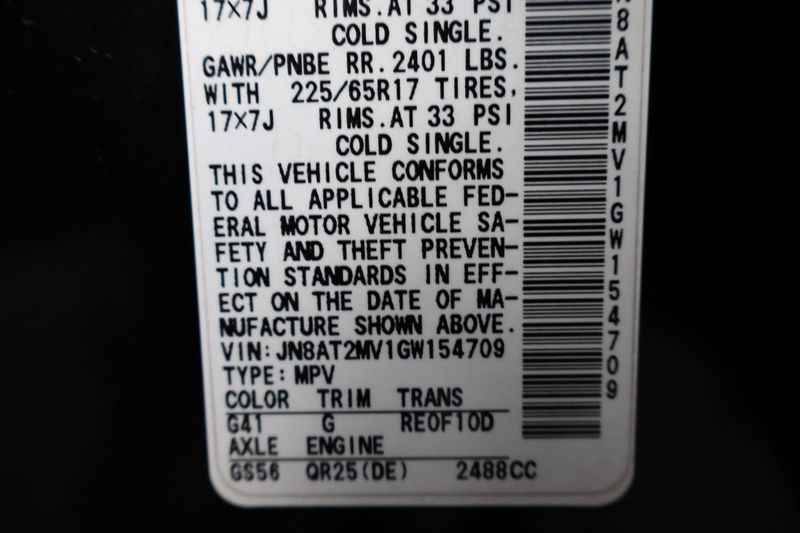 17X7J RIMS.AT 33 PSI
COLD SINGLE.
GAWR/PNBE RR.2401 LBS.
WITH 225/65R17 TIRES,
17X7J RIMS.AT 33 PSI
COLD SINGLE.
THIS VEHICLE CONFORMS
TO ALL APPLICABLE FED-
ERAL MOTOR VEHICLE SA-
FETY AND THEFT PREVEN-
TION STANDARDS IN EFF-
ECT ON THE DATE OF MA-
NUFACTURE SHOWN ABOVE.
VIN:JN8AT2MV1GW154709
TYPE:MPV
COLOR TRIM TRANS
G41 G RE0F10D
AXLE ENGINE
GS56 QR25(DE) 2488CC
N8AT2MV1GW154709